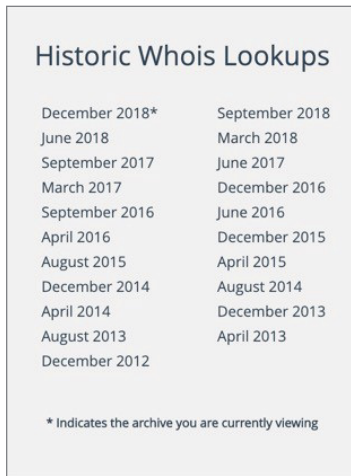 Historic Whois Lookups
December 2018* September 2018
June 2018 March 2018
September 2017 June 2017
March 2017 December 2016
September 2016 June 2016
April 2016 December 2015
August 2015 April 2015
December 2014 August 2014
April 2014 December 2013
August 2013 April 2013
December 2012
* Indicates the archive you are currently viewing